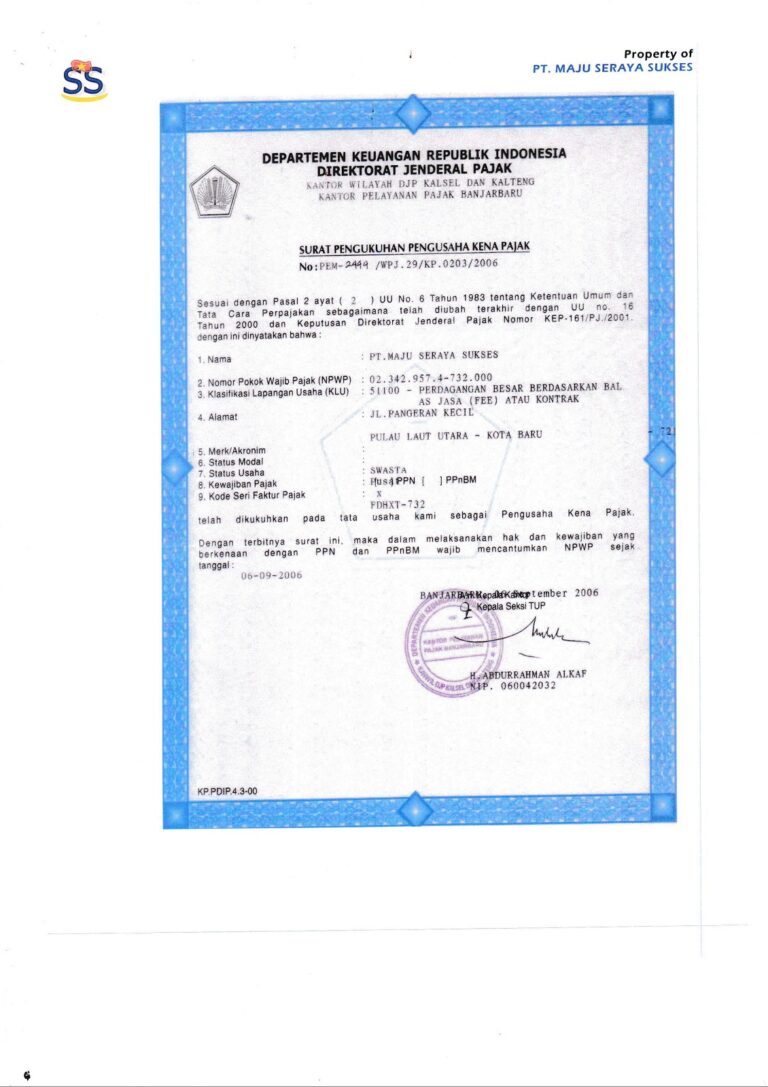 SS
Property of
PT. MAJU SERAYA SUKSES
DEPARTEMEN KEUANGAN REPUBLIK INDONESIA
DIREKTORAT JENDERAL PAJAK
KANTOR WILAYAH DJP KALSEL DAN KALTENG
KANTOR PELAYANAN PAJAK BANJARBARU
SURAT PENGUKUHAN PENGUSAHA KENA PAJAK
No : PEM- /WPJ.29/KP.0203/2006
Sesuai dengan Pasal 2 ayat ( 2 ) UU No. 6 Tahun 1983 tentang Ketentuan Umum dan
Tata Cara Perpajakan sebagaimana telah diubah terakhir dengan UU no. 16
Tahun 2000 dan Keputusan Direktorat Jenderal Pajak Nomor KEP-161/PJ./2001.
dengan ini dinyatakan bahwa :
1. Nama : PT.MAJU SERAYA SUKSES
2. Nomor Pokok Wajib Pajak (NPWP) : 02.342.957.4-732.000
3. Klasifikasi Lapangan Usaha (KLU) : 51100 - PERDAGANGAN BESAR BERDASARKAN BAL
AS JASA (FEE) ATAU KONTRAK
4. Alamat : JL.PANGERAN KECIL
PULAU LAUT UTARA - KOTA BARU - 721
5. Merk/Akronim :
6. Status Modal :
7. Status Usaha : SWASTA
8. Kewajiban Pajak : PPN [ ] PPnBM
9. Kode Seri Faktur Pajak : X
FDHXT-732
telah dikukuhkan pada tata usaha kami sebagai Pengusaha Kena Pajak.
Dengan terbitnya surat ini, maka dalam melaksanakan hak dan kewajiban yang
berkenaan dengan PPN dan PPnBM wajib mencantumkan NPWP sejak
tanggal :
06-09-2006
BANJARBARU, 06 September 2006
Kepala Kantor
Kepala Seksi TUP
KANTOR PELAYANAN
PAJAK BANJARBARU
H.ABDURRAHMAN ALKAF
NIP. 060042032
KP.PDIP.4.3-00